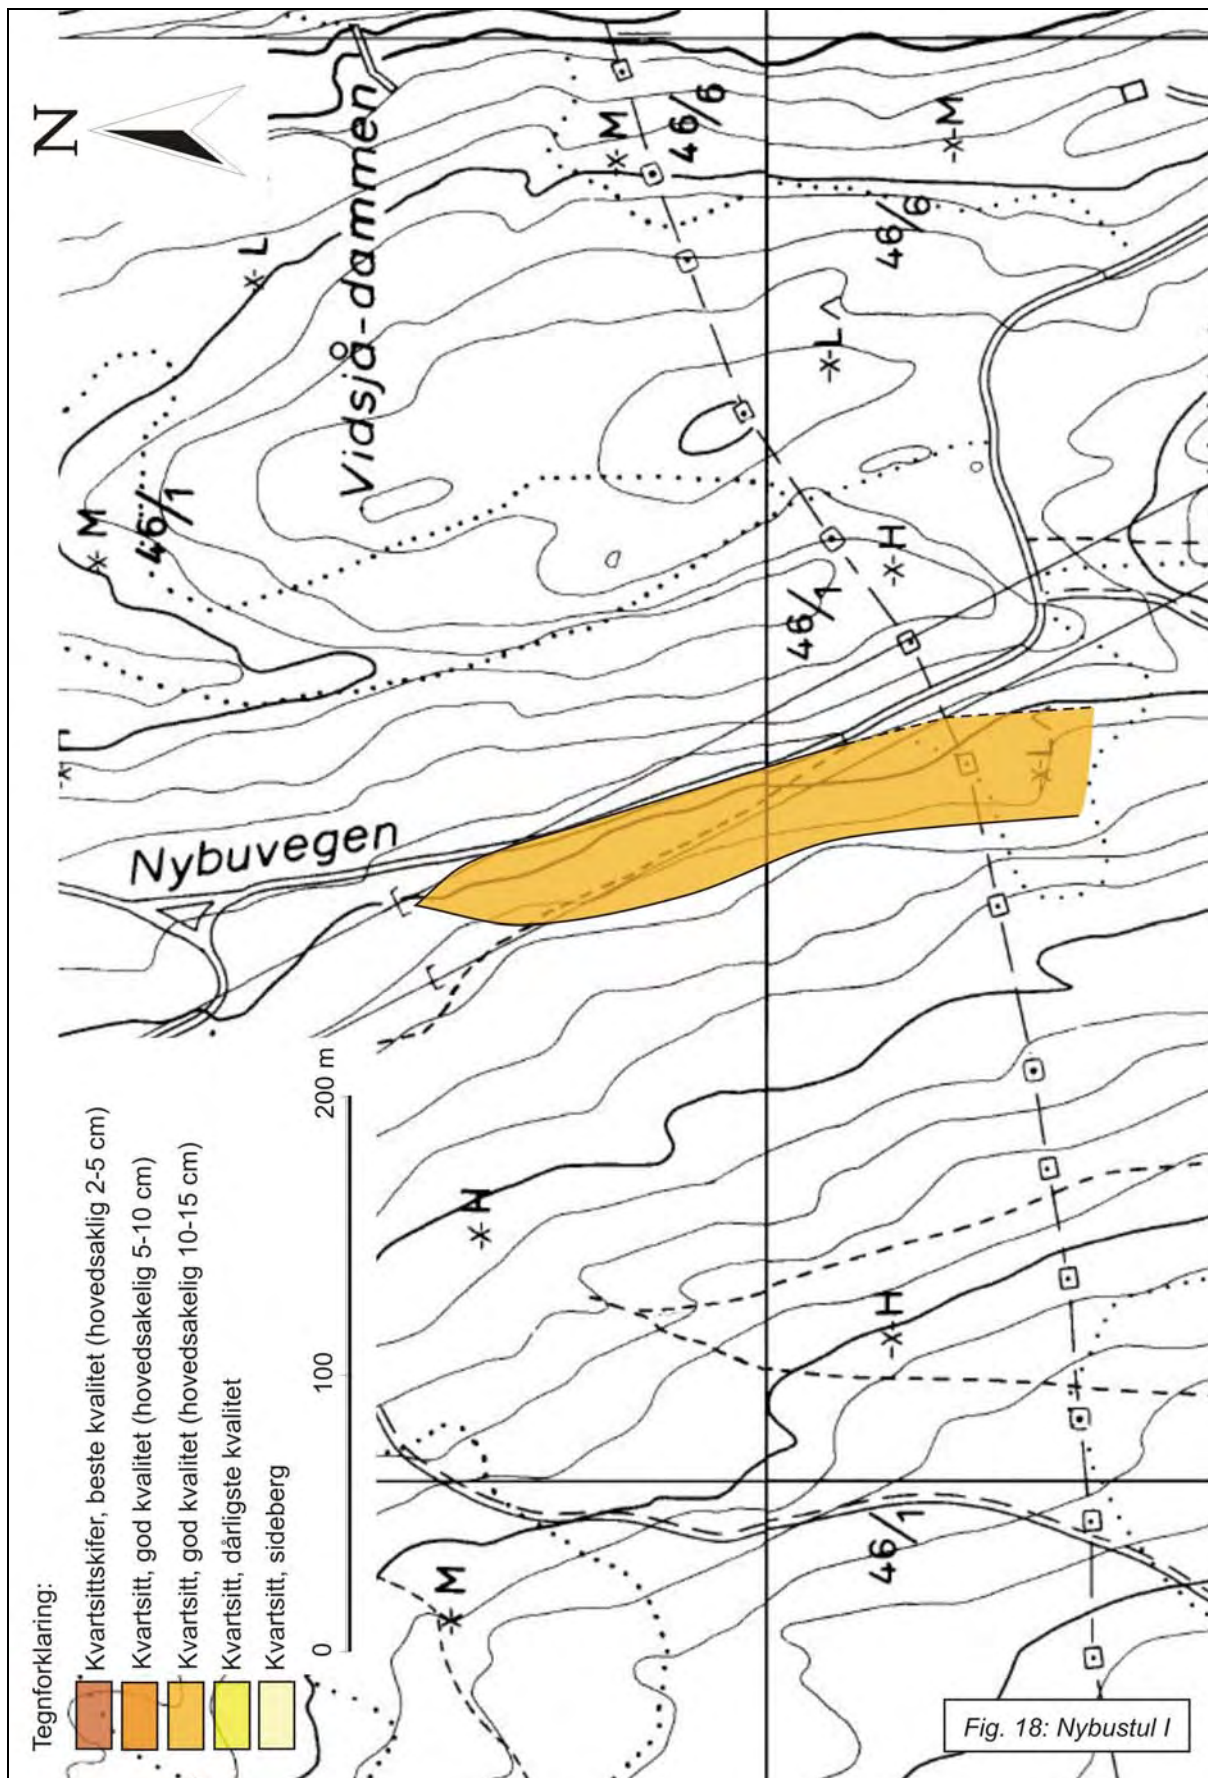 N
Vidsjå-dammen
Nybuvegen
46/6
46/6
46/1
46/1
46/1
-x-M
-x-M
-x-L
-x-L
-x-M
-x-H
-x-L
-x-H
-x-H
-x-M
Tegnforklaring:
Kvartsittskifer, beste kvalitet (hovedsaklig 2-5 cm)
Kvartsitt, god kvalitet (hovedsakelig 5-10 cm)
Kvartsitt, god kvalitet (hovedsakelig 10-15 cm)
Kvartsitt, dårligste kvalitet
Kvartsitt, sideberg
0 100 200 m
Fig. 18: Nybustul I